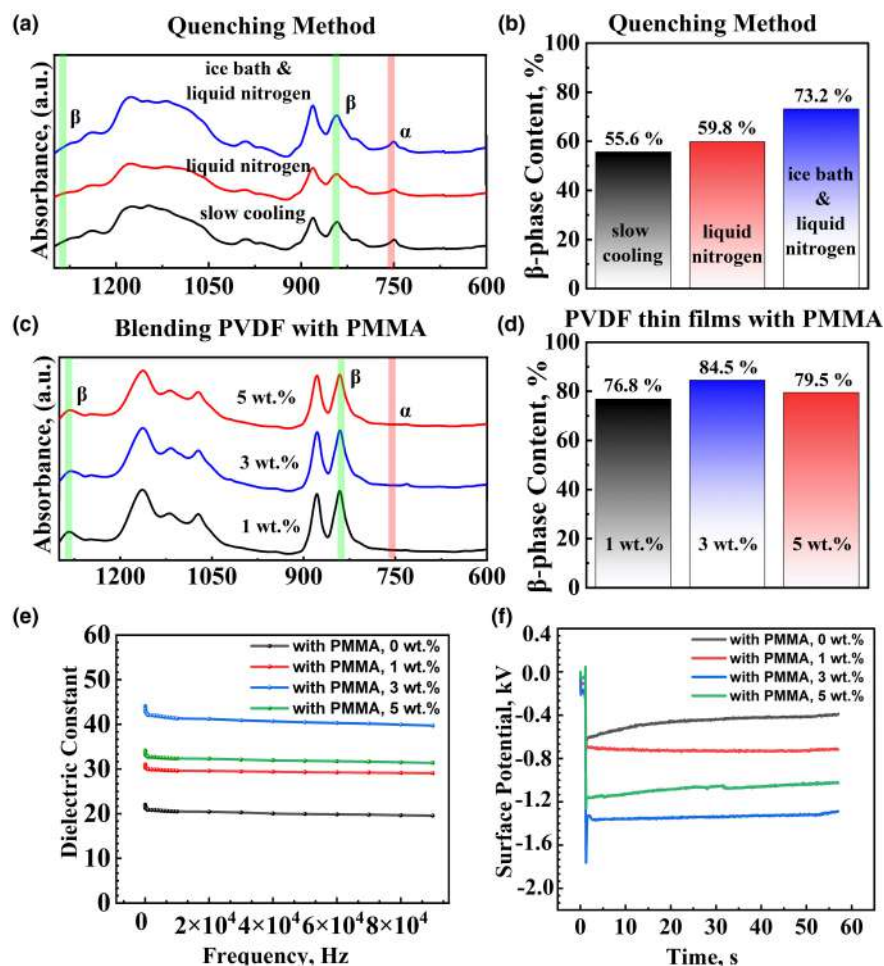 (a)
Quenching Method
Absorbance, (a.u.)
β
ice bath &
liquid nitrogen
β
α
liquid nitrogen
slow cooling
1200 1050 900 750 600
(b)
Quenching Method
β-phase Content, %
100
80
60
40
20
0
55.6 %
59.8 %
73.2 %
slow
cooling
liquid
nitrogen
ice bath
&
liquid
nitrogen
(c)
Blending PVDF with PMMA
Absorbance, (a.u.)
β
β
α
5 wt.%
3 wt.%
1 wt.%
1200 1050 900 750 600
(d)
PVDF thin films with PMMA
β-phase Content, %
100
80
60
40
20
0
76.8 %
84.5 %
79.5 %
1 wt.%
3 wt.%
5 wt.%
(e)
Dielectric Constant
60
50
40
30
20
10
0
with PMMA, 0 wt.%
with PMMA, 1 wt.%
with PMMA, 3 wt.%
with PMMA, 5 wt.%
0 2×10⁴ 4×10⁴ 6×10⁴ 8×10⁴
Frequency, Hz
(f)
Surface Potential, kV
0.4
0.0
-0.4
-0.8
-1.2
-1.6
-2.0
with PMMA, 0 wt.%
with PMMA, 1 wt.%
with PMMA, 3 wt.%
with PMMA, 5 wt.%
0 10 20 30 40 50 60
Time, s